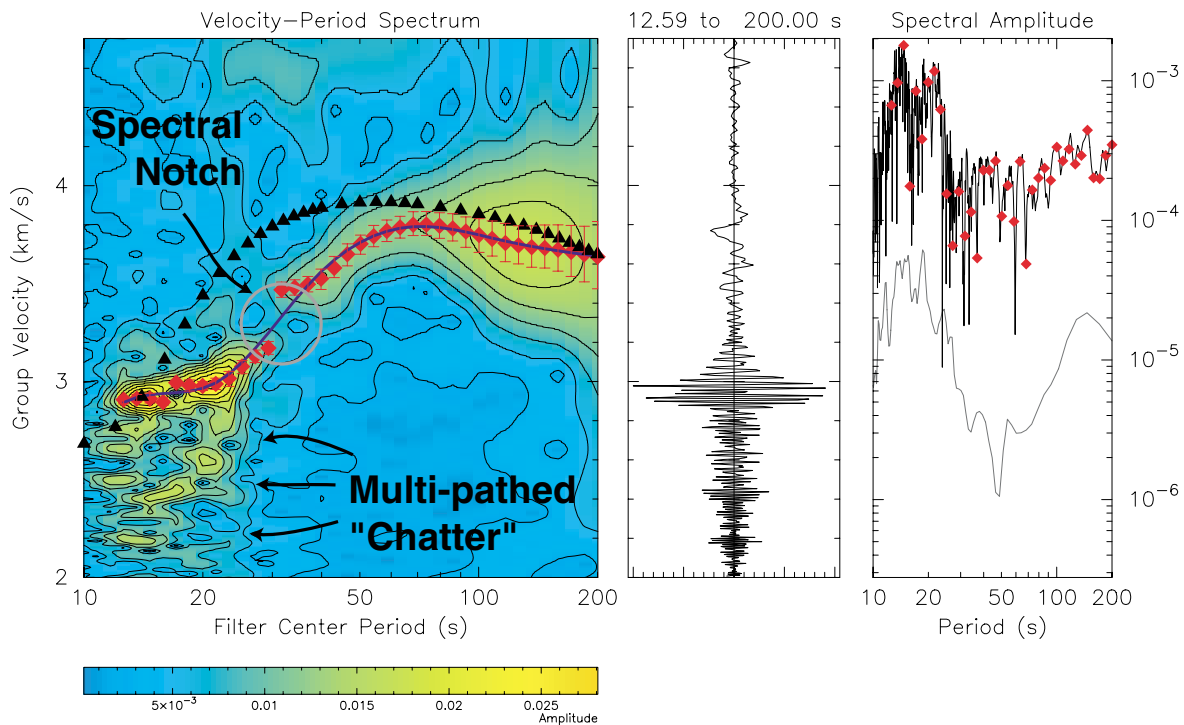 Velocity–Period Spectrum
12.59 to 200.00 s
Spectral Amplitude
Group Velocity (km/s)
4
3
2
Spectral
Notch
Multi-pathed
"Chatter"
10 20 50 100 200
Filter Center Period (s)
10 20 50 100 200
Period (s)
10⁻³
10⁻⁴
10⁻⁵
10⁻⁶
5×10⁻³ 0.01 0.015 0.02 0.025
Amplitude